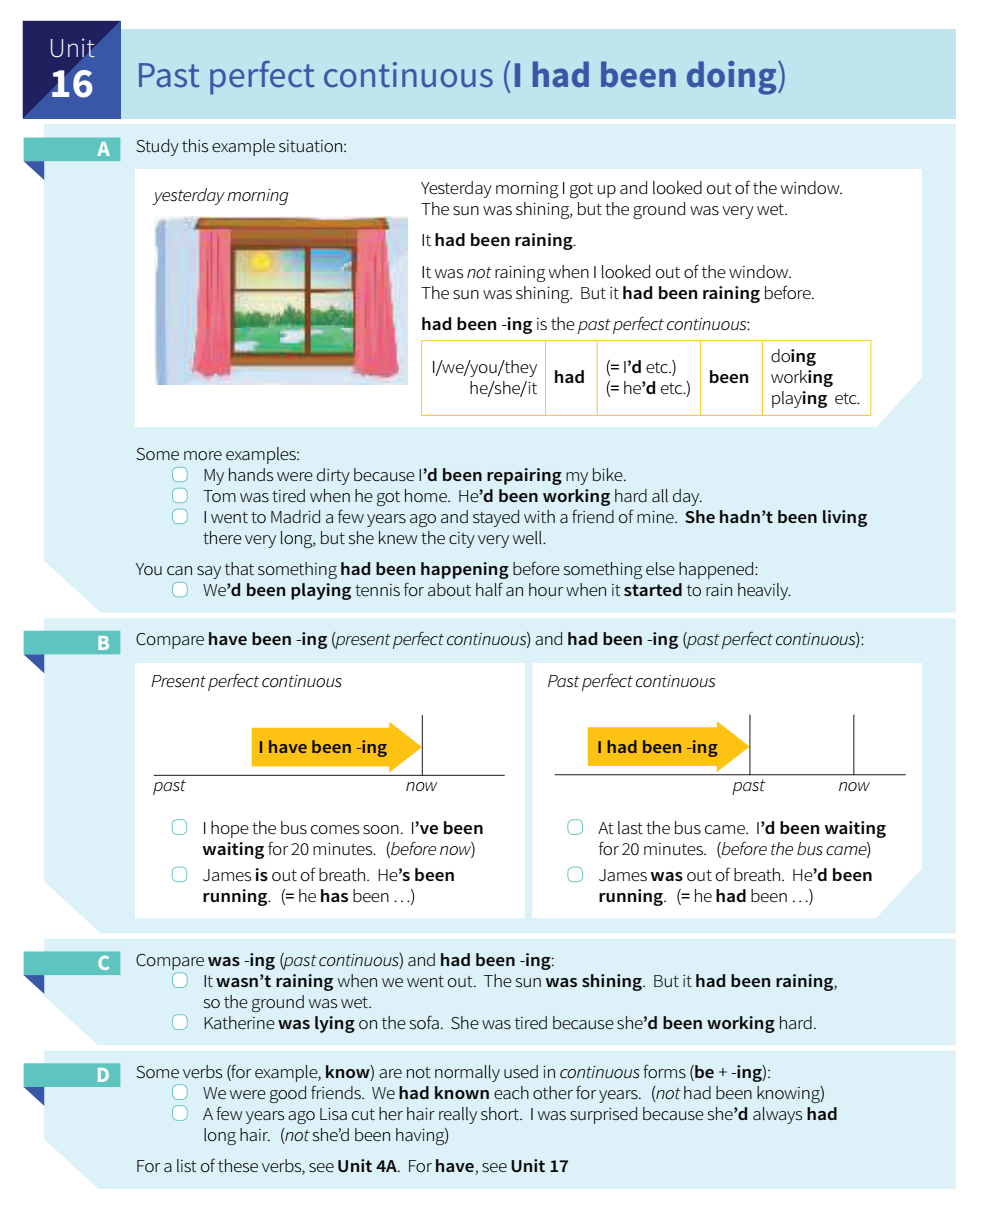 Unit
16
Past perfect continuous (I had been doing)
A
Study this example situation:
yesterday morning
Yesterday morning I got up and looked out of the window.
The sun was shining, but the ground was very wet.
It had been raining.
It was not raining when I looked out of the window.
The sun was shining. But it had been raining before.
had been -ing is the past perfect continuous:
I/we/you/they
he/she/it
had
(= I’d etc.)
(= he’d etc.)
been
doing
working
playing etc.
Some more examples:
My hands were dirty because I’d been repairing my bike.
Tom was tired when he got home. He’d been working hard all day.
I went to Madrid a few years ago and stayed with a friend of mine. She hadn’t been living
there very long, but she knew the city very well.
You can say that something had been happening before something else happened:
We’d been playing tennis for about half an hour when it started to rain heavily.
B
Compare have been -ing (present perfect continuous) and had been -ing (past perfect continuous):
Present perfect continuous
I have been -ing
past
now
I hope the bus comes soon. I’ve been
waiting for 20 minutes. (before now)
James is out of breath. He’s been
running. (= he has been …)
Past perfect continuous
I had been -ing
past
now
At last the bus came. I’d been waiting
for 20 minutes. (before the bus came)
James was out of breath. He’d been
running. (= he had been …)
C
Compare was -ing (past continuous) and had been -ing:
It wasn’t raining when we went out. The sun was shining. But it had been raining,
so the ground was wet.
Katherine was lying on the sofa. She was tired because she’d been working hard.
D
Some verbs (for example, know) are not normally used in continuous forms (be + -ing):
We were good friends. We had known each other for years. (not had been knowing)
A few years ago Lisa cut her hair really short. I was surprised because she’d always had
long hair. (not she’d been having)
For a list of these verbs, see Unit 4A. For have, see Unit 17